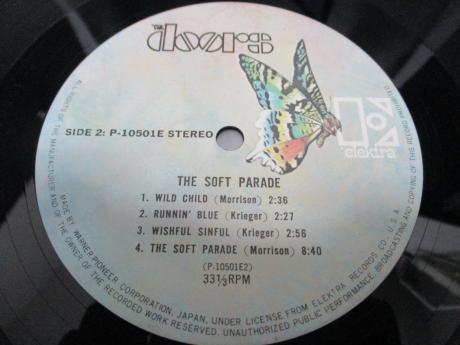 THE
doors
SIDE 2: P-10501E STEREO
elektra
THE SOFT PARADE
1. WILD CHILD (Morrison) 2:36
2. RUNNIN' BLUE (Krieger) 2:27
3. WISHFUL SINFUL (Krieger) 2:56
4. THE SOFT PARADE (Morrison) 8:40
(P-10501E2)
33⅓RPM
ALL RIGHTS OF THE MANUFACTURER AND OF THE OWNER OF THE RECORDED WORK RESERVED. UNAUTHORIZED PUBLIC PERFORMANCE, BROADCASTING AND COPYING OF THIS RECORD PROHIBITED.
MADE BY WARNER-PIONEER CORPORATION, JAPAN, UNDER LICENSE FROM ELEKTRA RECORDS CO. U.S.A.